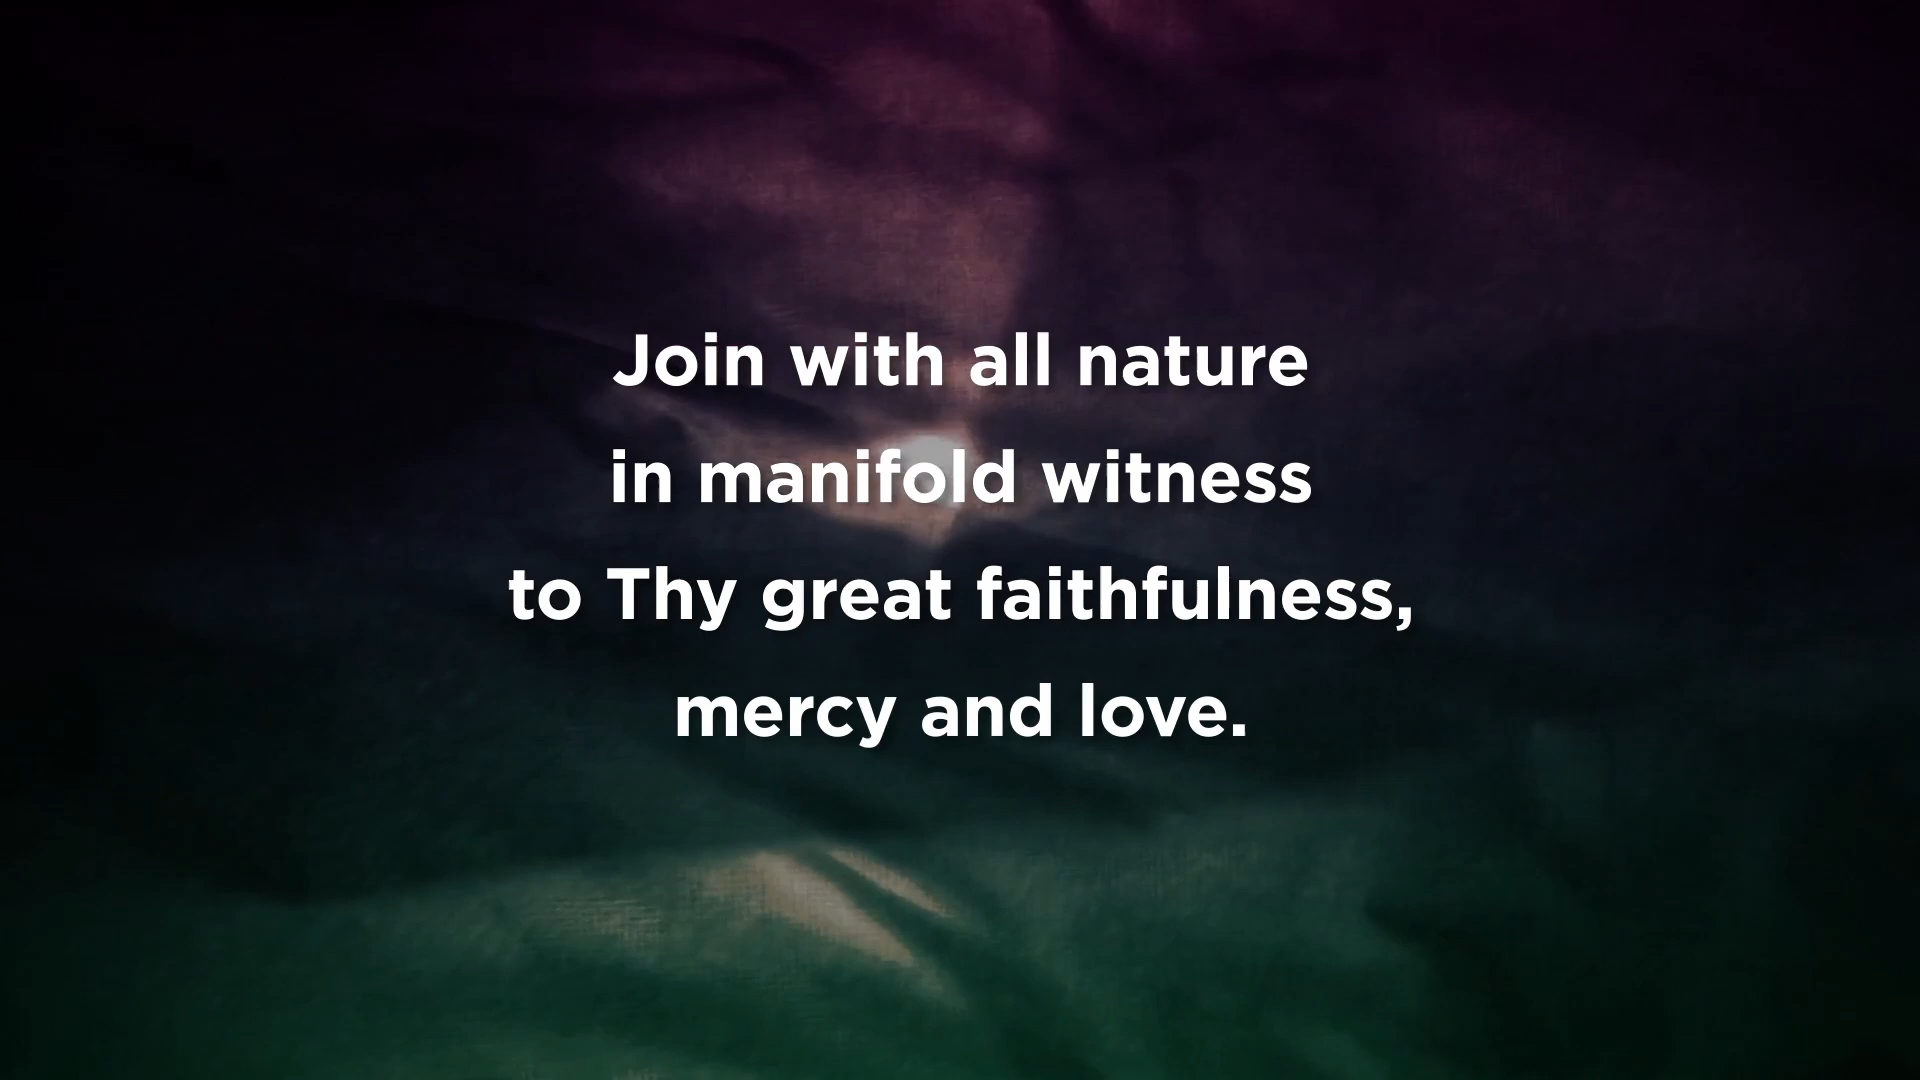 Join with all nature
in manifold witness
to Thy great faithfulness,
mercy and love.